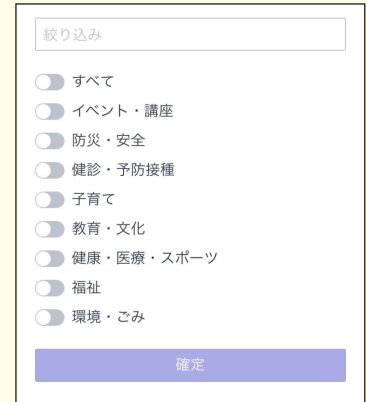 絞り込み
すべて
イベント・講座
防災・安全
健診・予防接種
子育て
教育・文化
健康・医療・スポーツ
福祉
環境・ごみ
確定